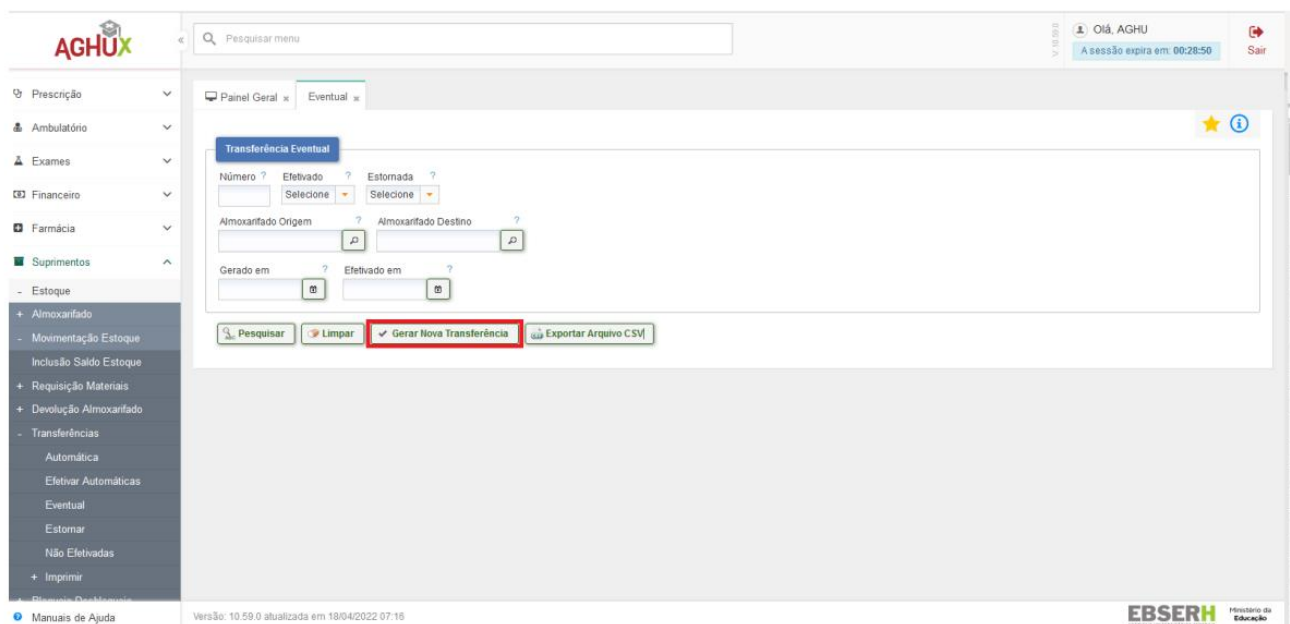 AGHUX
«
Pesquisar menu
Olá, AGHU
A sessão expira em: 00:28:50
Sair
Prescrição
Ambulatório
Exames
Financeiro
Farmácia
Suprimentos
- Estoque
+ Almoxarifado
- Movimentação Estoque
Inclusão Saldo Estoque
+ Requisição Materiais
+ Devolução Almoxarifado
- Transferências
Automática
Efetivar Automáticas
Eventual
Estornar
Não Efetivadas
+ Imprimir
Manuais de Ajuda
Painel Geral x Eventual x
Transferência Eventual
Número ? Efetivado ? Estornada ?
Selecione Selecione
Almoxarifado Origem ? Almoxarifado Destino ?
Gerado em ? Efetivado em ?
Pesquisar Limpar Gerar Nova Transferência Exportar Arquivo CSV
Versão: 10.59.0 atualizada em 18/04/2022 07:16
EBSERH
Ministério da
Educação